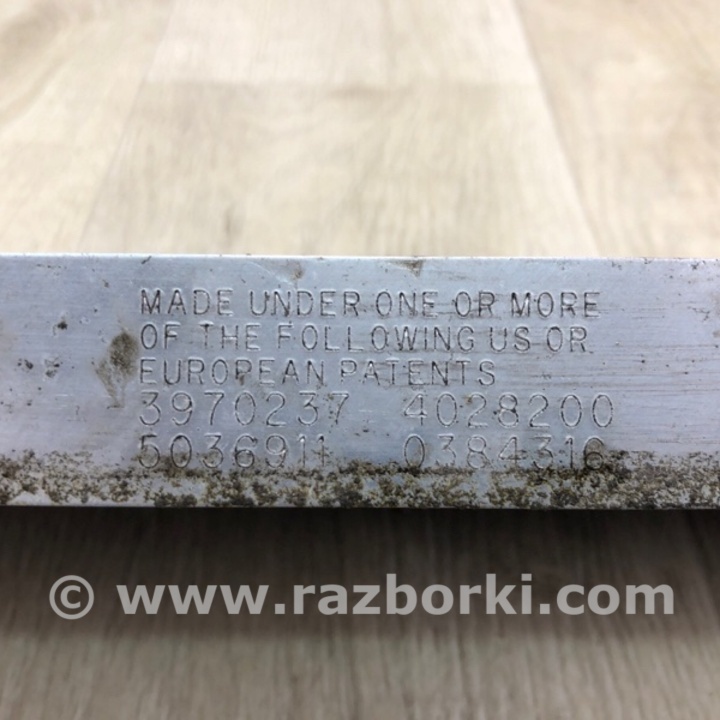 MADE UNDER ONE OR MORE
OF THE FOLLOWING US OR
EUROPEAN PATENTS
3970237 4028200
5036911 0384316
© www.razborki.com